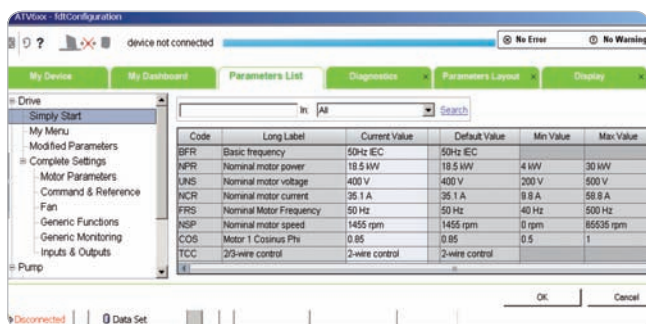 ATV6xx - fdtConfiguration
? device not connected No Error No Warning
My Device My Dashboard Parameters List Diagnostics × Parameters Layout × Display ×
Drive
Simply Start
My Menu
Modified Parameters
Complete Settings
Motor Parameters
Command & Reference
Fan
Generic Functions
Generic Monitoring
Inputs & Outputs
Pump
In: All Search
Code Long Label Current Value Default Value Min Value Max Value
BFR Basic frequency 50Hz IEC 50Hz IEC
NPR Nominal motor power 18.5 kW 18.5 kW 4 kW 30 kW
UNS Nominal motor voltage 400 V 400 V 200 V 500 V
NCR Nominal motor current 35.1 A 35.1 A 9.8 A 58.8 A
FRS Nominal Motor Frequency 50 Hz 50 Hz 40 Hz 500 Hz
NSP Nominal motor speed 1455 rpm 1455 rpm 0 rpm 65535 rpm
COS Motor 1 Cosinus Phi 0.85 0.85 0.5 1
TCC 2/3-wire control 2-wire control 2-wire control
OK Cancel
Disconnected Data Set